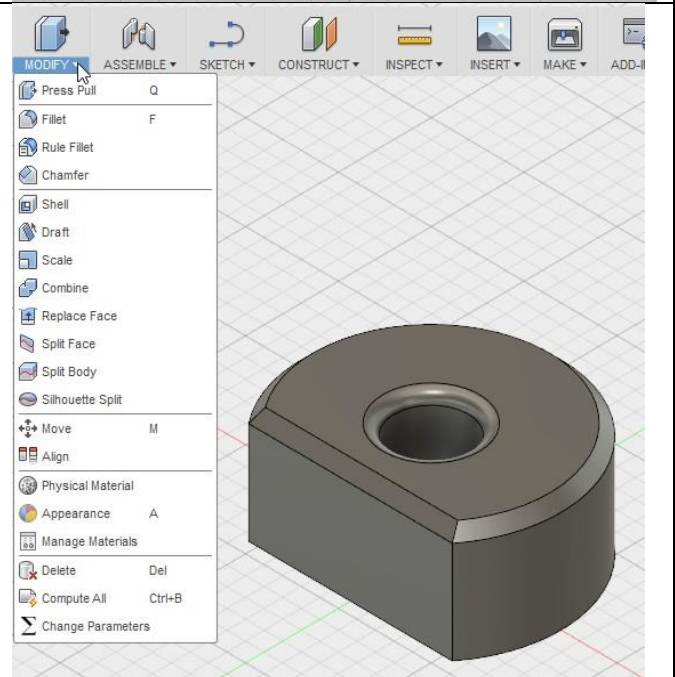 MODIFY ASSEMBLE SKETCH CONSTRUCT INSPECT INSERT MAKE ADD-I
Press Pull Q
Fillet F
Rule Fillet
Chamfer
Shell
Draft
Scale
Combine
Replace Face
Split Face
Split Body
Silhouette Split
Move M
Align
Physical Material
Appearance A
Manage Materials
Delete Del
Compute All Ctrl+B
Change Parameters